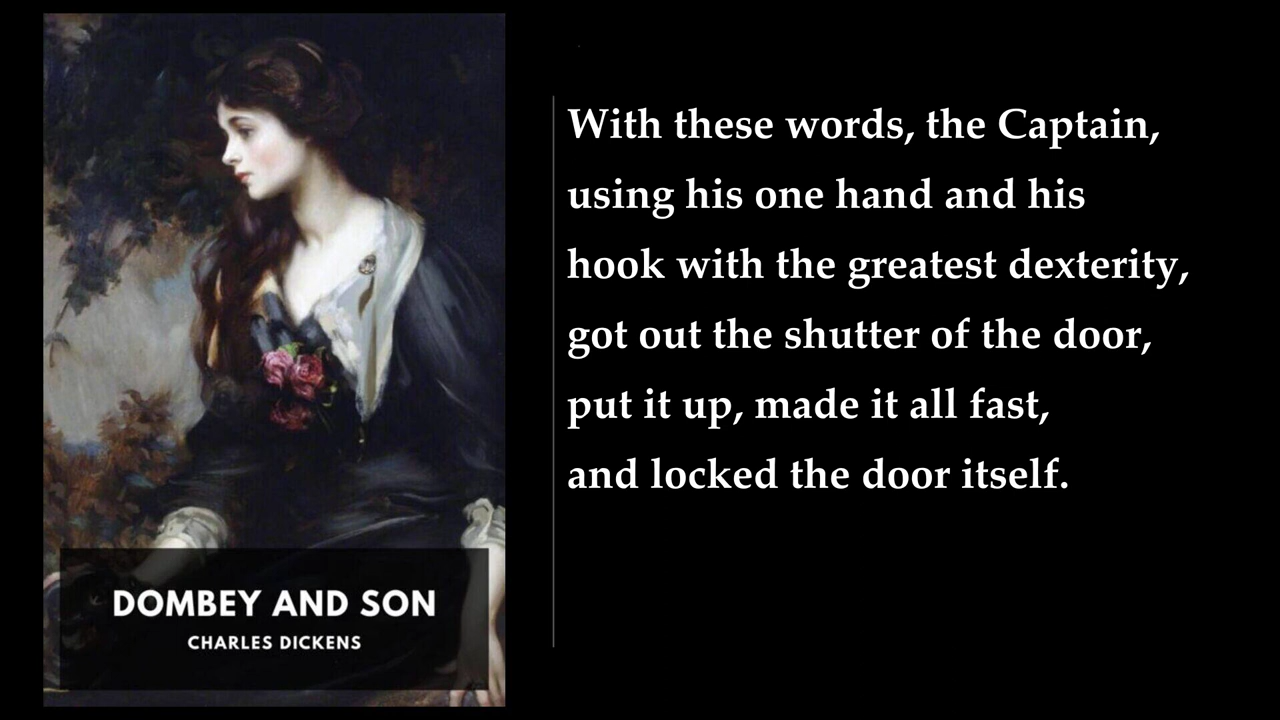 DOMBEY AND SON
CHARLES DICKENS
With these words, the Captain,
using his one hand and his
hook with the greatest dexterity,
got out the shutter of the door,
put it up, made it all fast,
and locked the door itself.